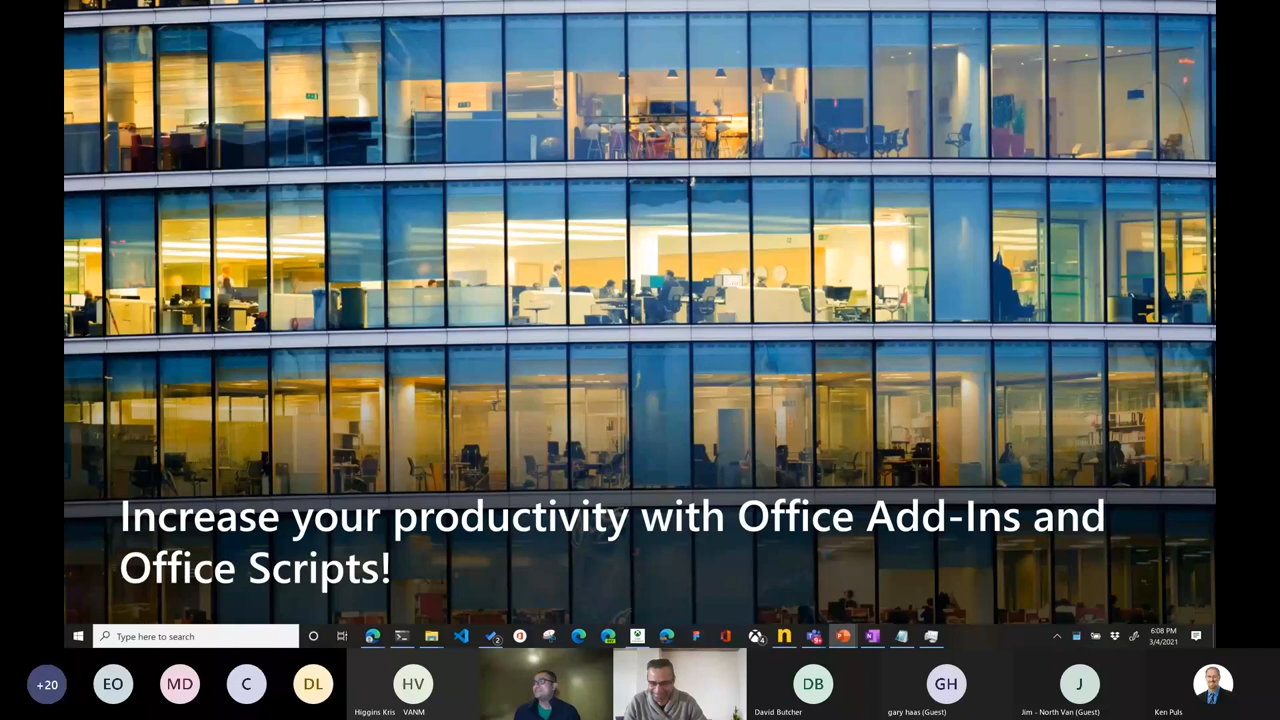 Increase your productivity with Office Add-Ins and
Office Scripts!
Type here to search
6:08 PM
3/4/2021
+20
EO
MD
C
DL
HV
DB
GH
J
Higgins Kris VANM
David Butcher
gary haas (Guest)
Jim - North Van (Guest)
Ken Puls